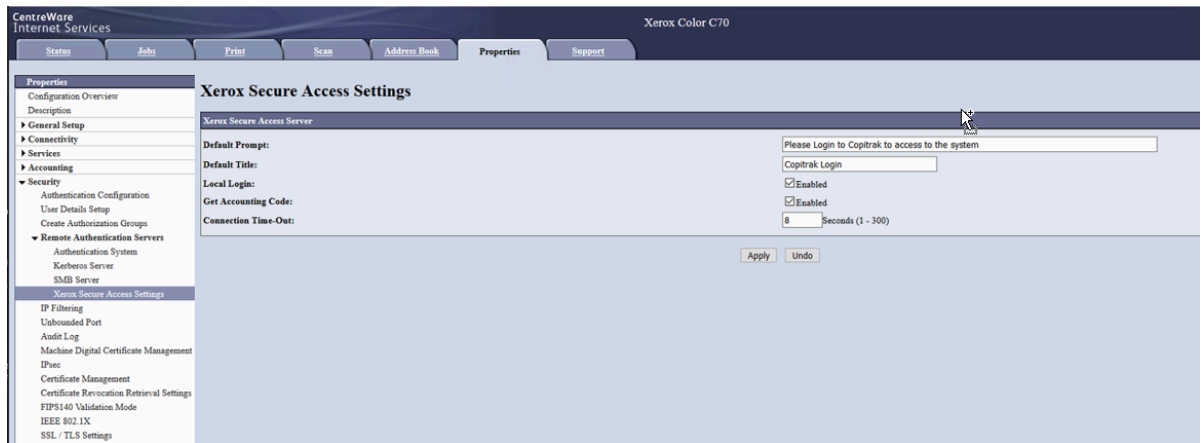 CentreWare
Internet Services
Xerox Color C70
Status Jobs Print Scan Address Book Properties Support
Properties
Configuration Overview
Description
General Setup
Connectivity
Services
Accounting
Security
Authentication Configuration
User Details Setup
Create Authorization Groups
Remote Authentication Servers
Authentication System
Kerberos Server
SMB Server
Xerox Secure Access Settings
IP Filtering
Unbounded Port
Audit Log
Machine Digital Certificate Management
IPsec
Certificate Management
Certificate Revocation Retrieval Settings
FIPS140 Validation Mode
IEEE 802.1X
SSL / TLS Settings
Xerox Secure Access Settings
Xerox Secure Access Server
Default Prompt: Please Login to Copitrak to access to the system
Default Title: Copitrak Login
Local Login: Enabled
Get Accounting Code: Enabled
Connection Time-Out: 8 Seconds (1 - 300)
Apply Undo